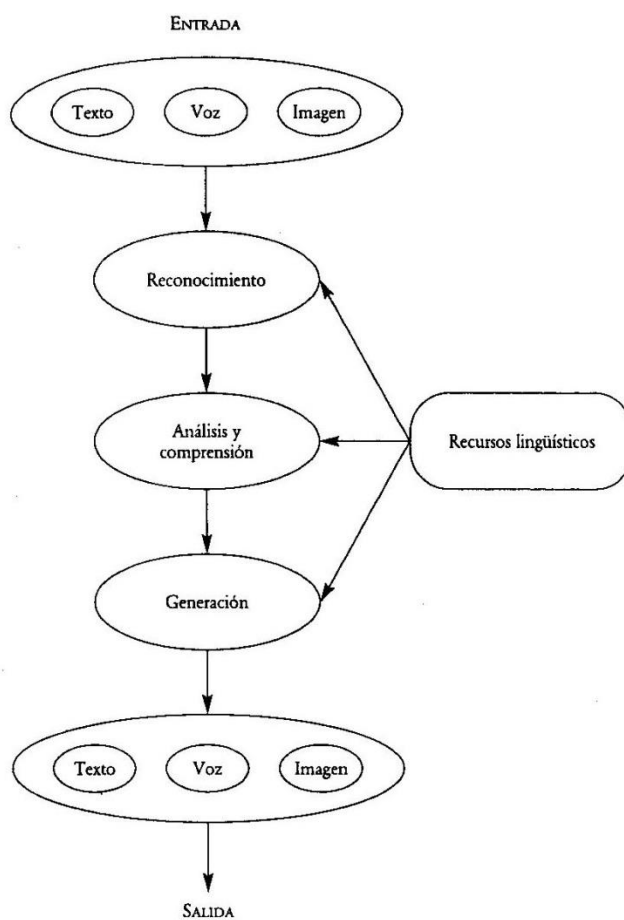 ENTRADA
Texto Voz Imagen
Reconocimiento
Análisis y
comprensión
Recursos lingüísticos
Generación
Texto Voz Imagen
SALIDA